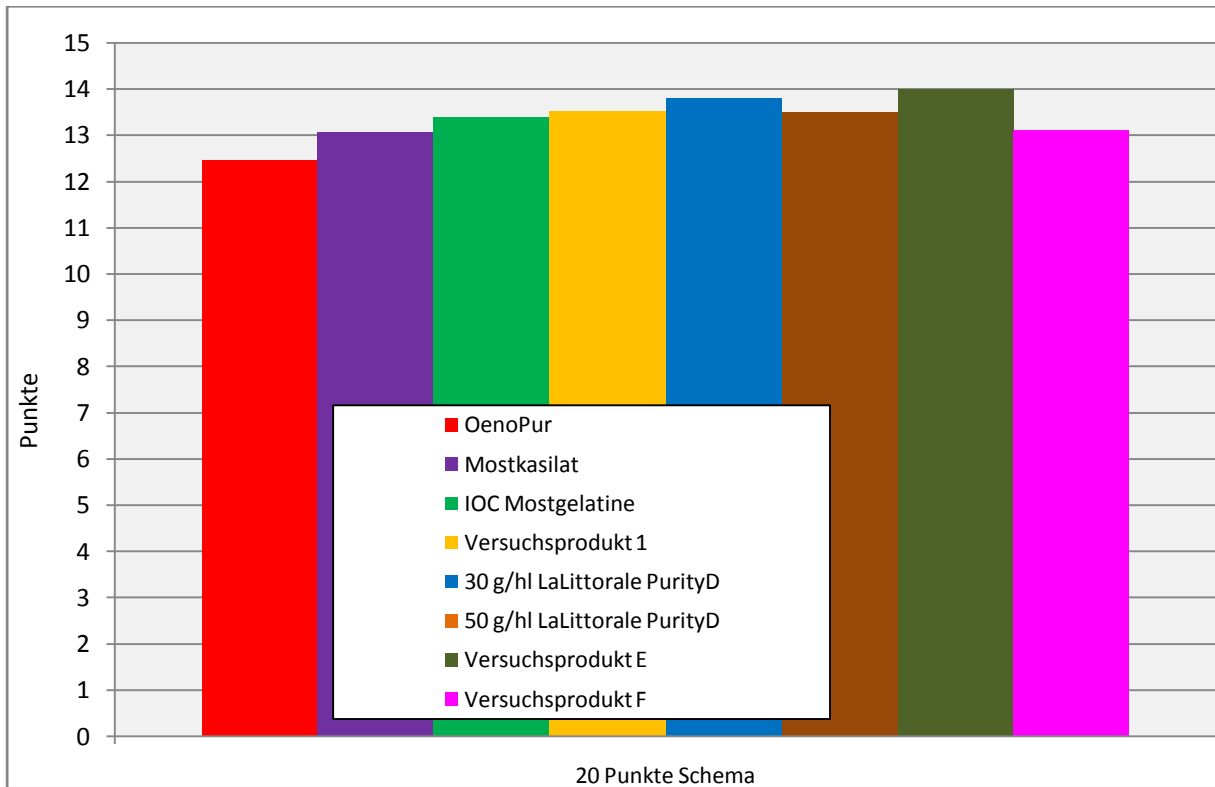 15
14
13
12
11
10
9
8
7
6
5
4
3
2
1
0
Punkte
OenoPur
Mostkasilat
IOC Mostgelatine
Versuchsprodukt 1
30 g/hl LaLittorale PurityD
50 g/hl LaLittorale PurityD
Versuchsprodukt E
Versuchsprodukt F
20 Punkte Schema